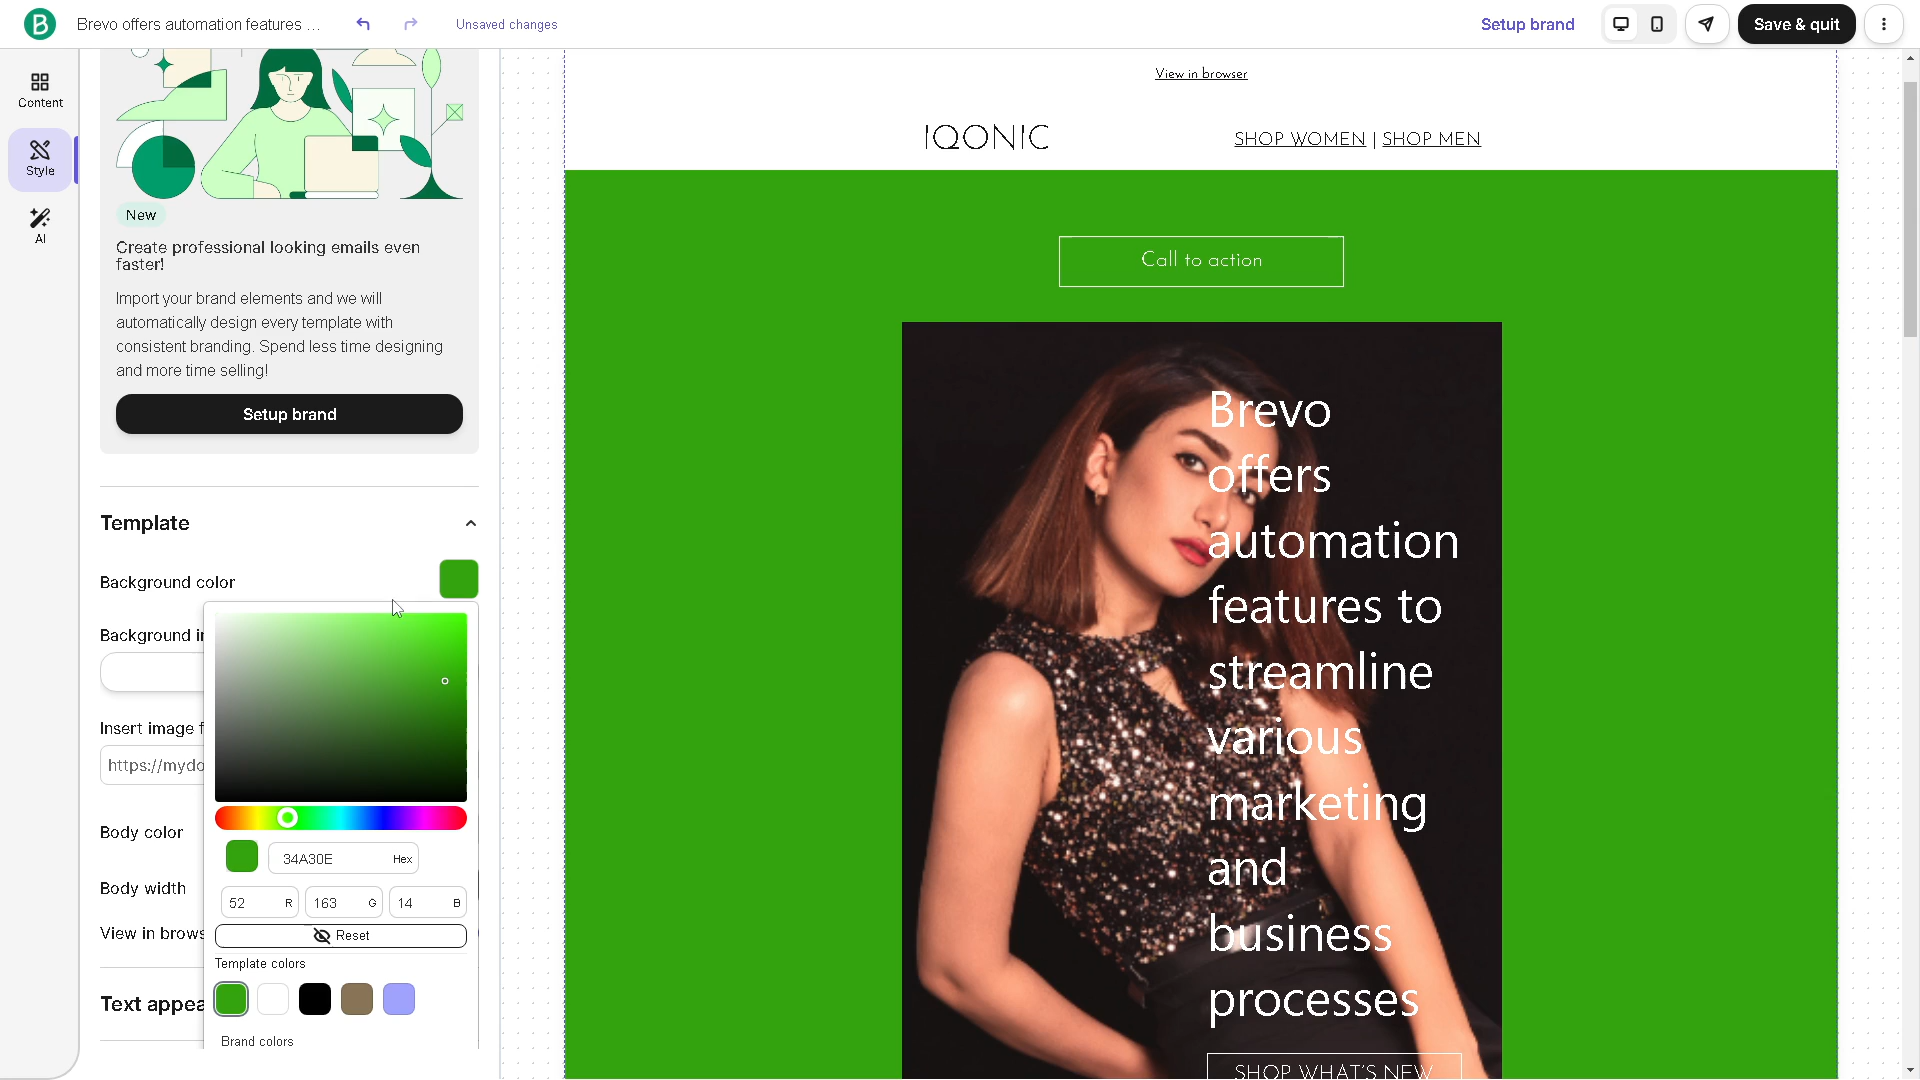 B
Brevo offers automation features ...
Unsaved changes
Setup brand
Save & quit
Content
Style
AI
New
Create professional looking emails even
faster!
Import your brand elements and we will
automatically design every template with
consistent branding. Spend less time designing
and more time selling!
Setup brand
Template
Background color
Background i
Insert image f
https://mydo
Body color
Body width
View in brows
Text appea
34A30E Hex
52 R 163 G 14 B
Reset
Template colors
Brand colors
View in browser
IQONIC
SHOP WOMEN | SHOP MEN
Call to action
Brevo
offers
automation
features to
streamline
various
marketing
and
business
processes
SHOP WHAT'S NEW